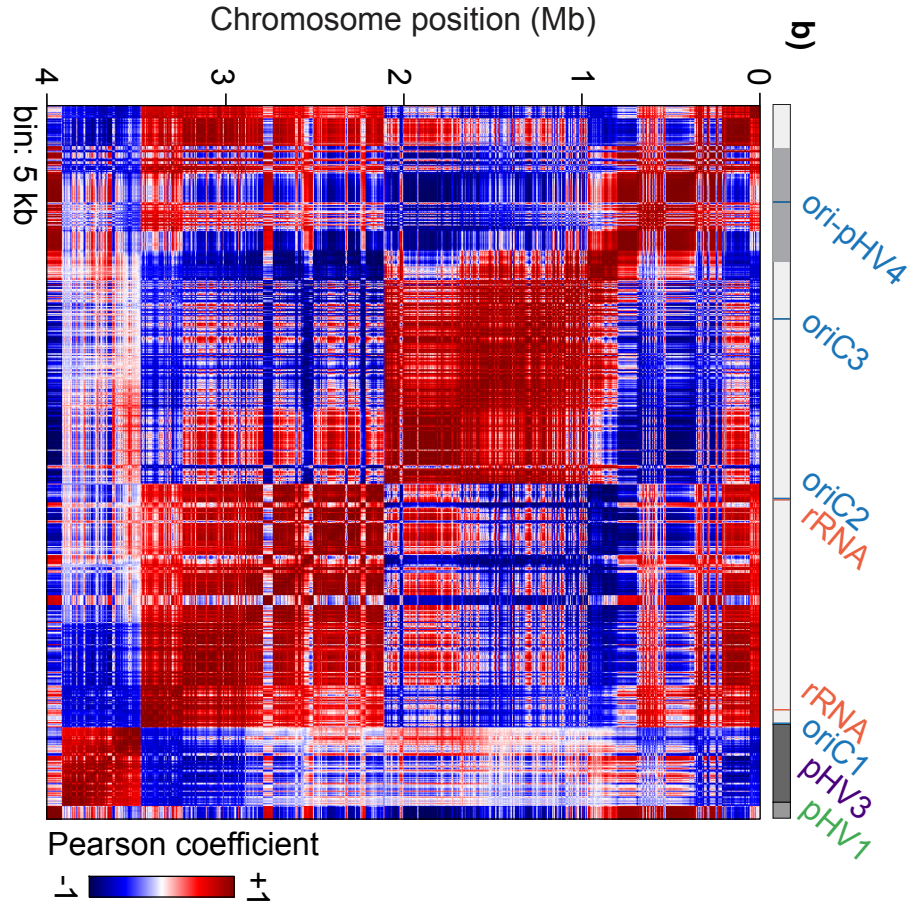 Chromosome position (Mb)
b)
4
3
2
1
0
bin: 5 kb
ori-pHV4
oriC3
oriC2
rRNA
rRNA
oriC1
pHV3
pHV1
Pearson coefficient
-1
+1